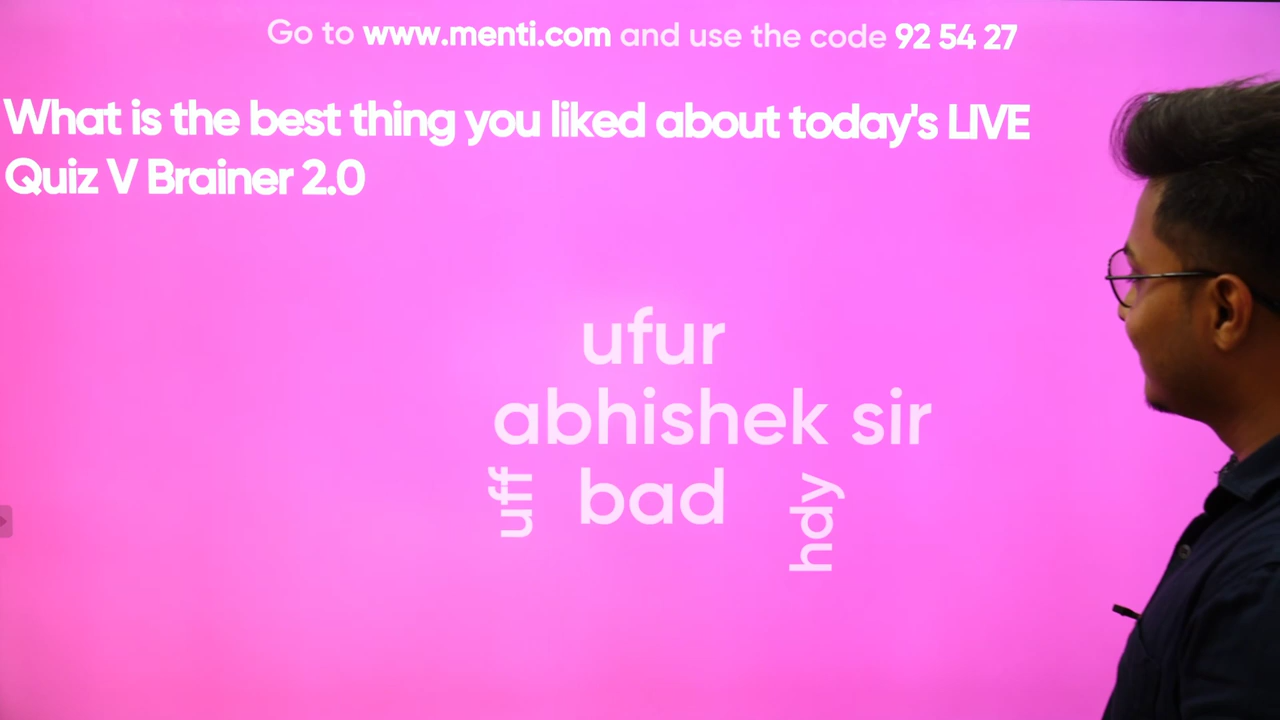 Go to www.menti.com and use the code 92 54 27
What is the best thing you liked about today's LIVE
Quiz V Brainer 2.0
ufur
abhishek sir
uff
bad
hdy